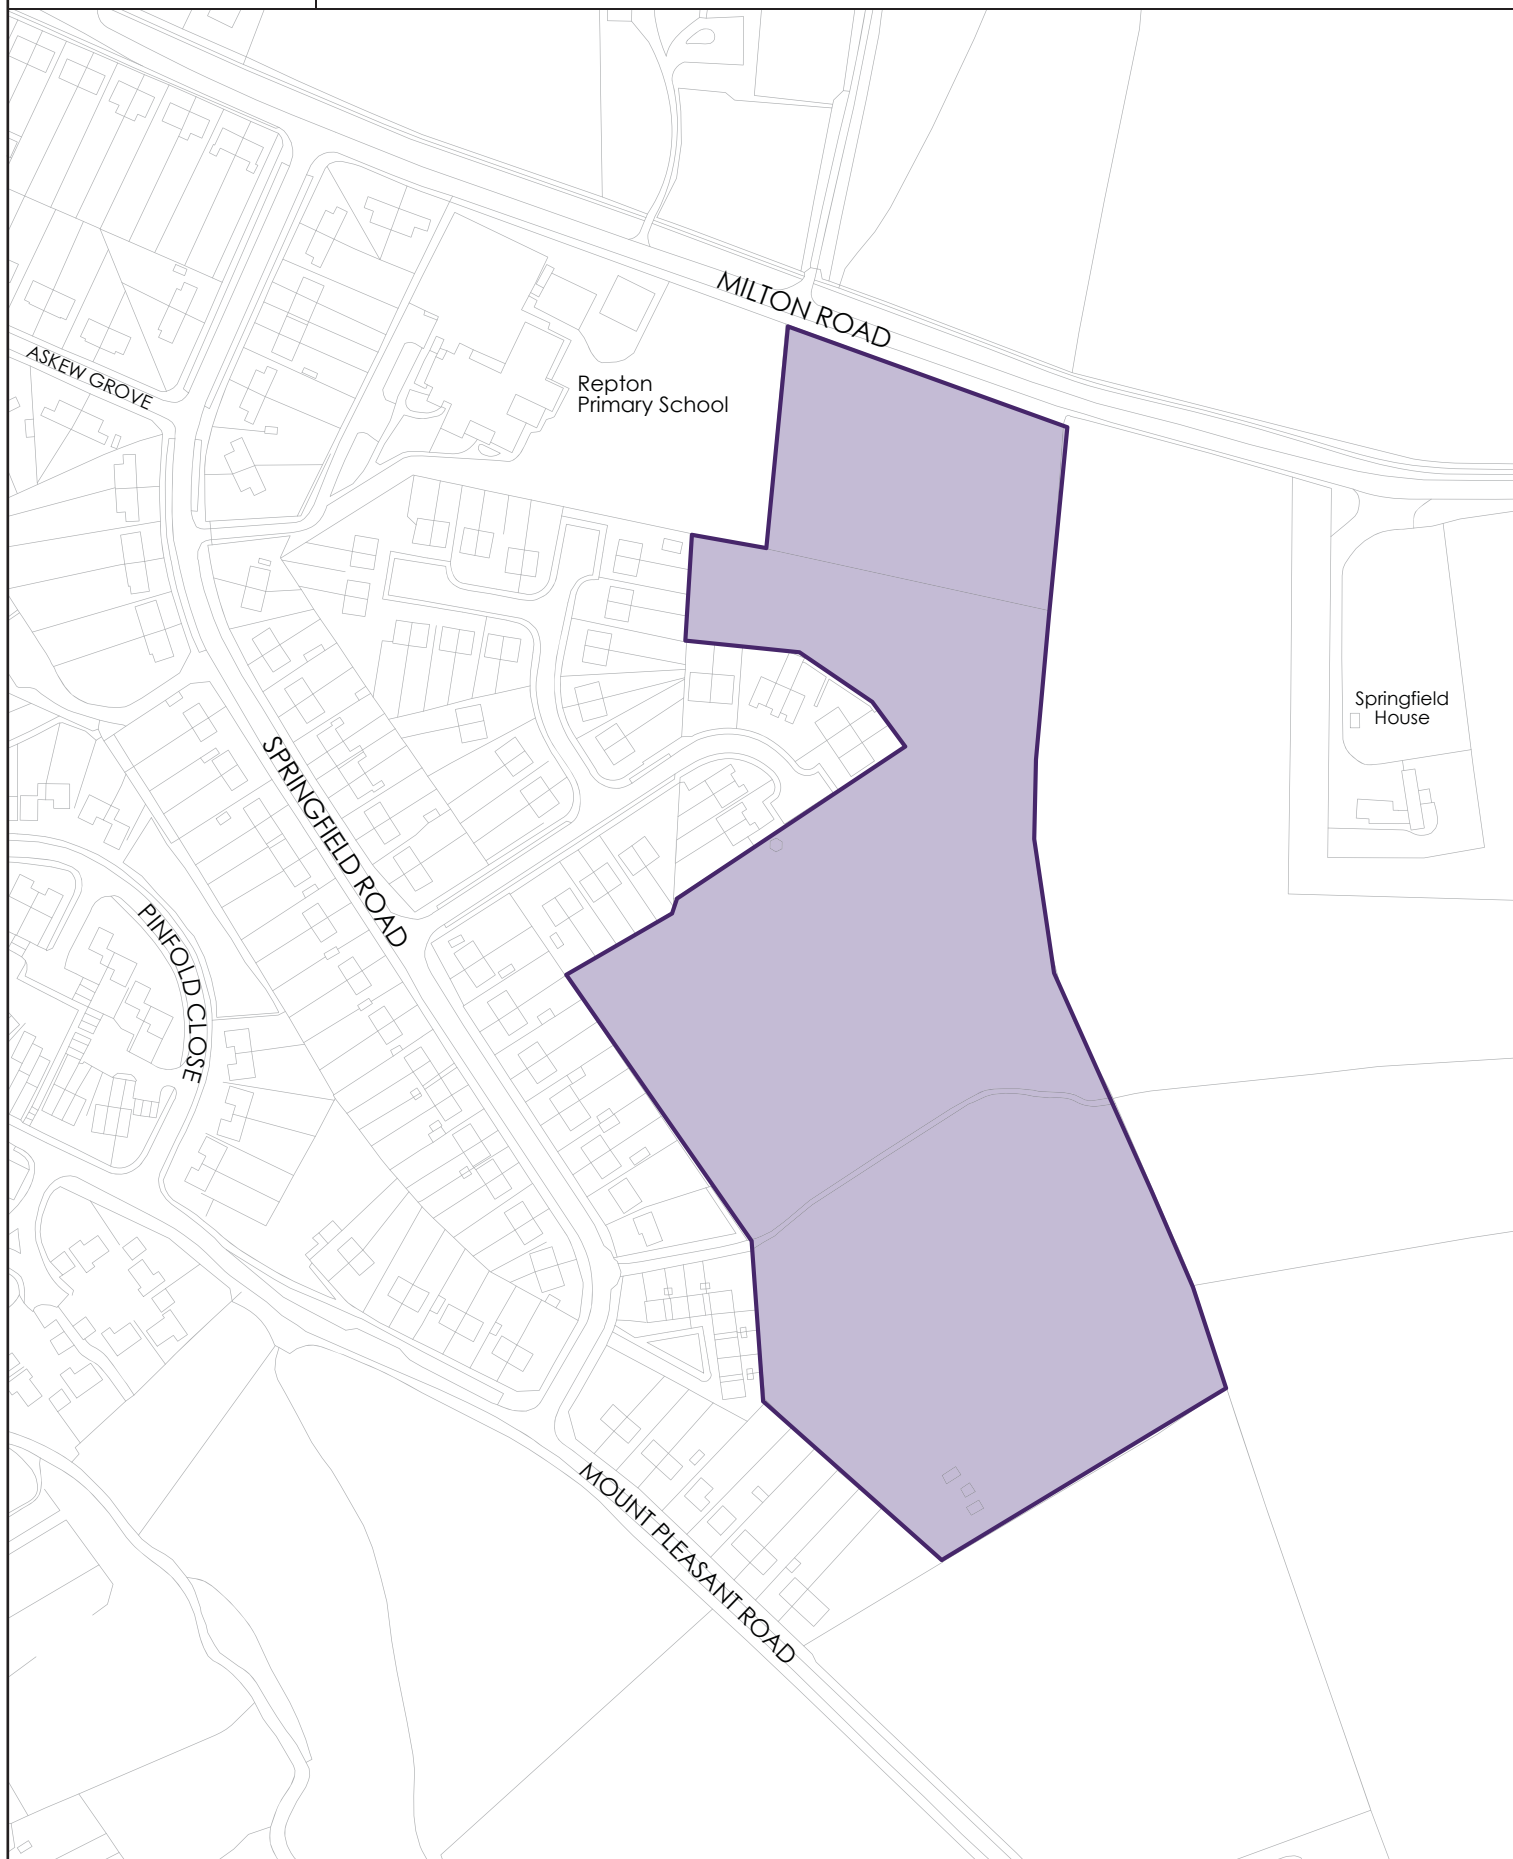 MILTON ROAD
ASKEW GROVE
Repton
Primary School
Springfield
House
SPRINGFIELD ROAD
PINFOLD CLOSE
MOUNT PLEASANT ROAD